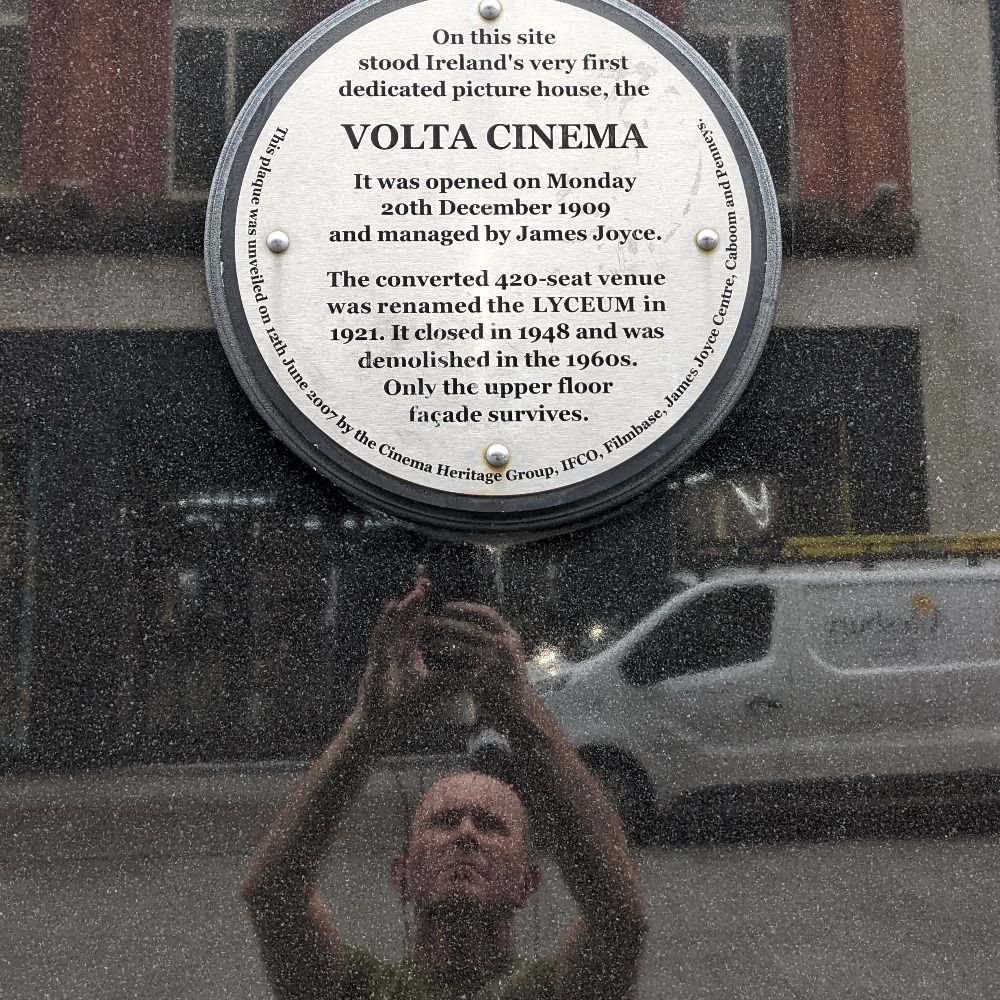 On this site
stood Ireland's very first
dedicated picture house, the
VOLTA CINEMA
It was opened on Monday
20th December 1909
and managed by James Joyce.
The converted 420-seat venue
was renamed the LYCEUM in
1921. It closed in 1948 and was
demolished in the 1960s.
Only the upper floor
façade survives.
This plaque was unveiled on 12th June 2007 by the Cinema Heritage Group, IFCO, Filmbase, James Joyce Centre, Caboom and Penneys.